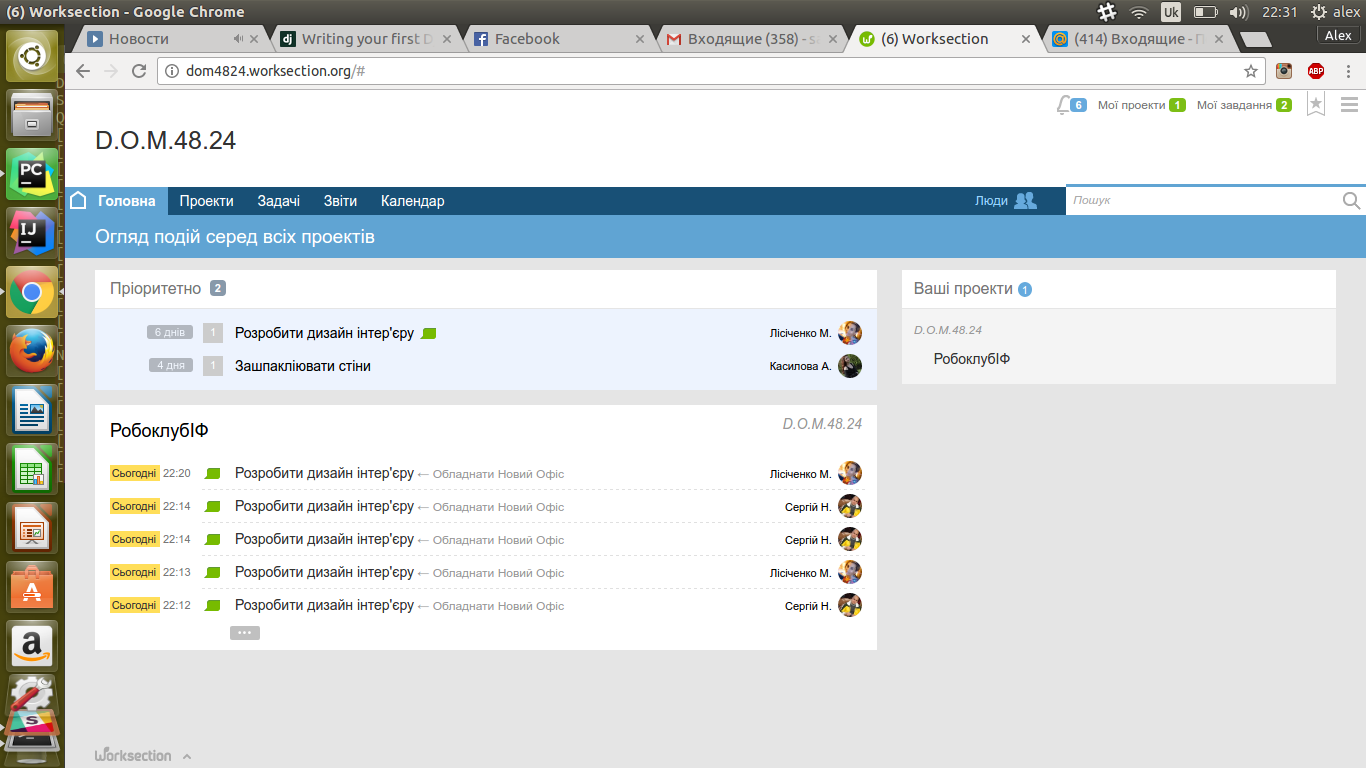 (6) Worksection - Google Chrome
Uk
22:31
alex
Новости
Writing your first D
Facebook
Входящие (358) - s
(6) Worksection
(414) Входящие - П
Alex
dom4824.worksection.org/#
ABP
6
Мої проекти 1
Мої завдання 2
D.O.M.48.24
Головна
Проекти
Задачі
Звіти
Календар
Люди
Пошук
Огляд подій серед всіх проектів
Пріоритетно 2
6 днів 1 Розробити дизайн інтер'єру Лісіченко М.
4 дня 1 Зашпакліювати стіни Касилова А.
Ваші проекти 1
D.O.M.48.24
РобоклубІФ
РобоклубІФ D.O.M.48.24
Сьогодні 22:20 Розробити дизайн інтер'єру ← Обладнати Новий Офіс Лісіченко М.
Сьогодні 22:14 Розробити дизайн інтер'єру ← Обладнати Новий Офіс Сергій Н.
Сьогодні 22:14 Розробити дизайн інтер'єру ← Обладнати Новий Офіс Сергій Н.
Сьогодні 22:13 Розробити дизайн інтер'єру ← Обладнати Новий Офіс Лісіченко М.
Сьогодні 22:12 Розробити дизайн інтер'єру ← Обладнати Новий Офіс Сергій Н.
worksection
PC
IJ
A
a
S